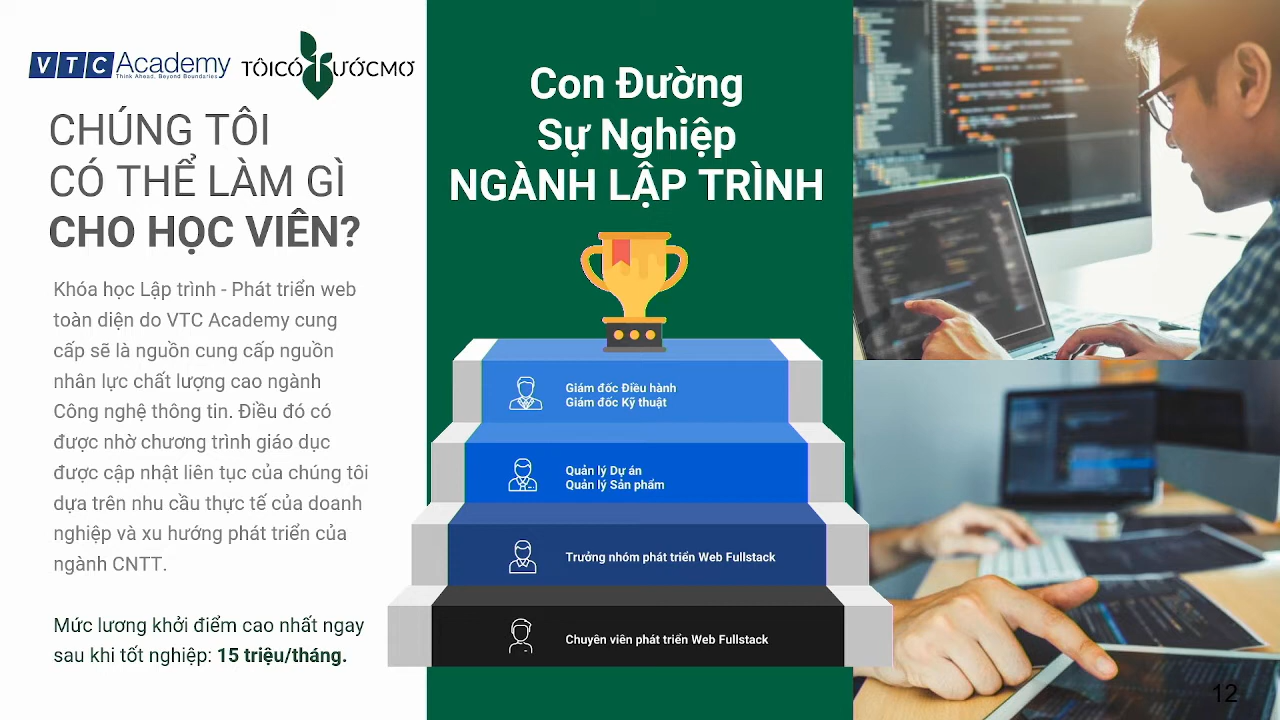 VTC Academy
Think Ahead, Beyond Boundaries
TÔICÓ1ƯỚCMƠ
CHÚNG TÔI
CÓ THỂ LÀM GÌ
CHO HỌC VIÊN?
Khóa học Lập trình - Phát triển web
toàn diện do VTC Academy cung
cấp sẽ là nguồn cung cấp nguồn
nhân lực chất lượng cao ngành
Công nghệ thông tin. Điều đó có
được nhờ chương trình giáo dục
được cập nhật liên tục của chúng tôi
dựa trên nhu cầu thực tế của doanh
nghiệp và xu hướng phát triển của
ngành CNTT.
Mức lương khởi điểm cao nhất ngay
sau khi tốt nghiệp: 15 triệu/tháng.
Con Đường
Sự Nghiệp
NGÀNH LẬP TRÌNH
Giám đốc Điều hành
Giám đốc Kỹ thuật
Quản lý Dự án
Quản lý Sản phẩm
Trưởng nhóm phát triển Web Fullstack
Chuyên viên phát triển Web Fullstack
12